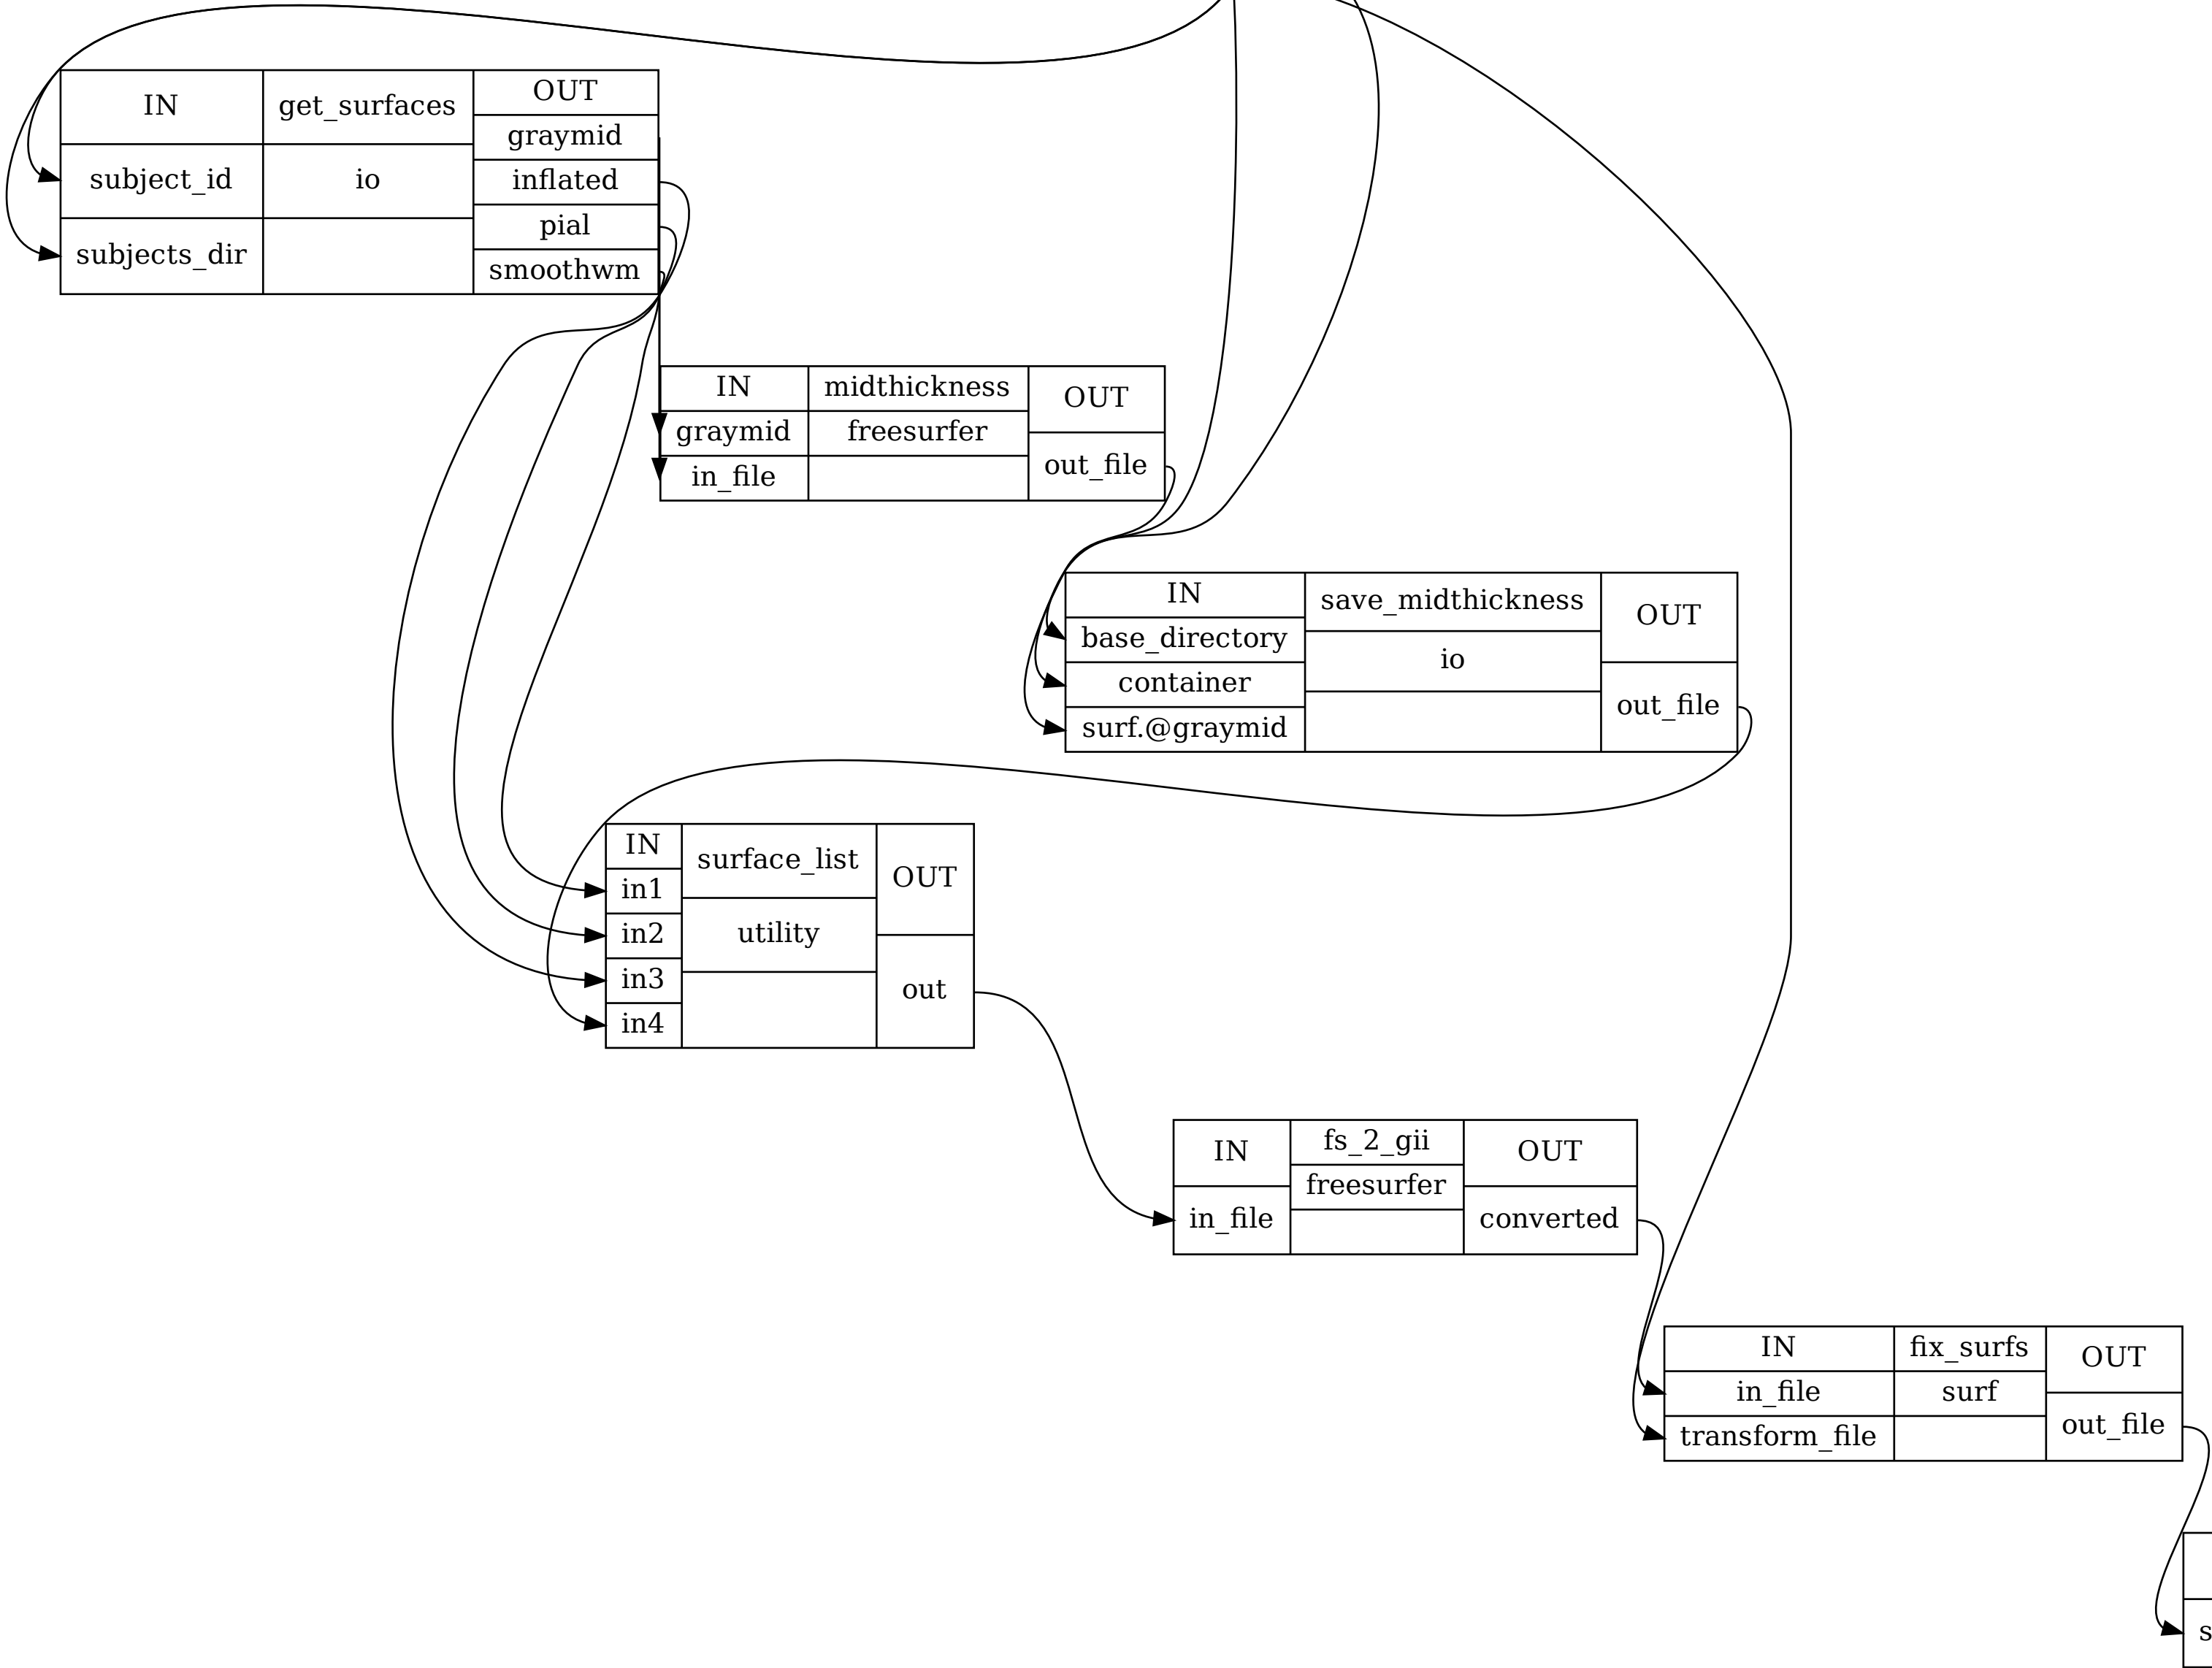 IN
get_surfaces
OUT
subject_id
io
graymid
inflated
pial
subjects_dir
smoothwm
IN
midthickness
OUT
graymid
freesurfer
in_file
out_file
IN
save_midthickness
OUT
base_directory
io
container
out_file
surf.@graymid
IN
surface_list
OUT
in1
utility
in2
in3
out
in4
IN
fs_2_gii
OUT
freesurfer
in_file
converted
IN
fix_surfs
OUT
in_file
surf
transform_file
out_file
s